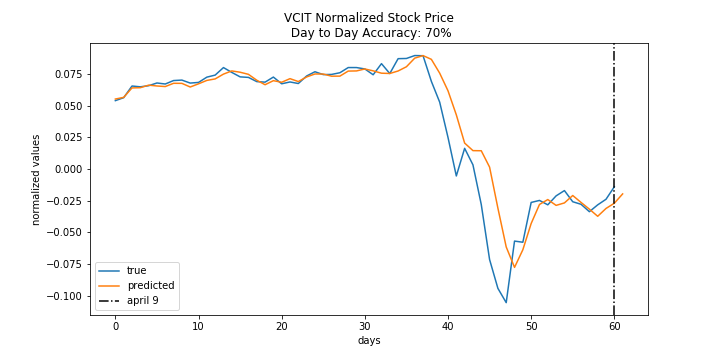 VCIT Normalized Stock Price
Day to Day Accuracy: 70%
normalized values
0.075
0.050
0.025
0.000
−0.025
−0.050
−0.075
−0.100
true
predicted
april 9
0 10 20 30 40 50 60
days